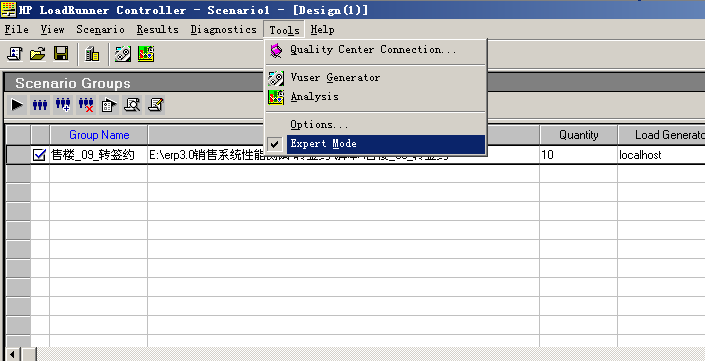 HP LoadRunner Controller - Scenario1 - [Design(1)]
File View Scenario Results Diagnostics Tools Help
Quality Center Connection...
Vuser Generator
Analysis
Options...
Expert Mode
Scenario Groups
Group Name Quantity Load Generato
售楼_09_转签约 E:\erp3.0销售系统性能测试 10 localhost